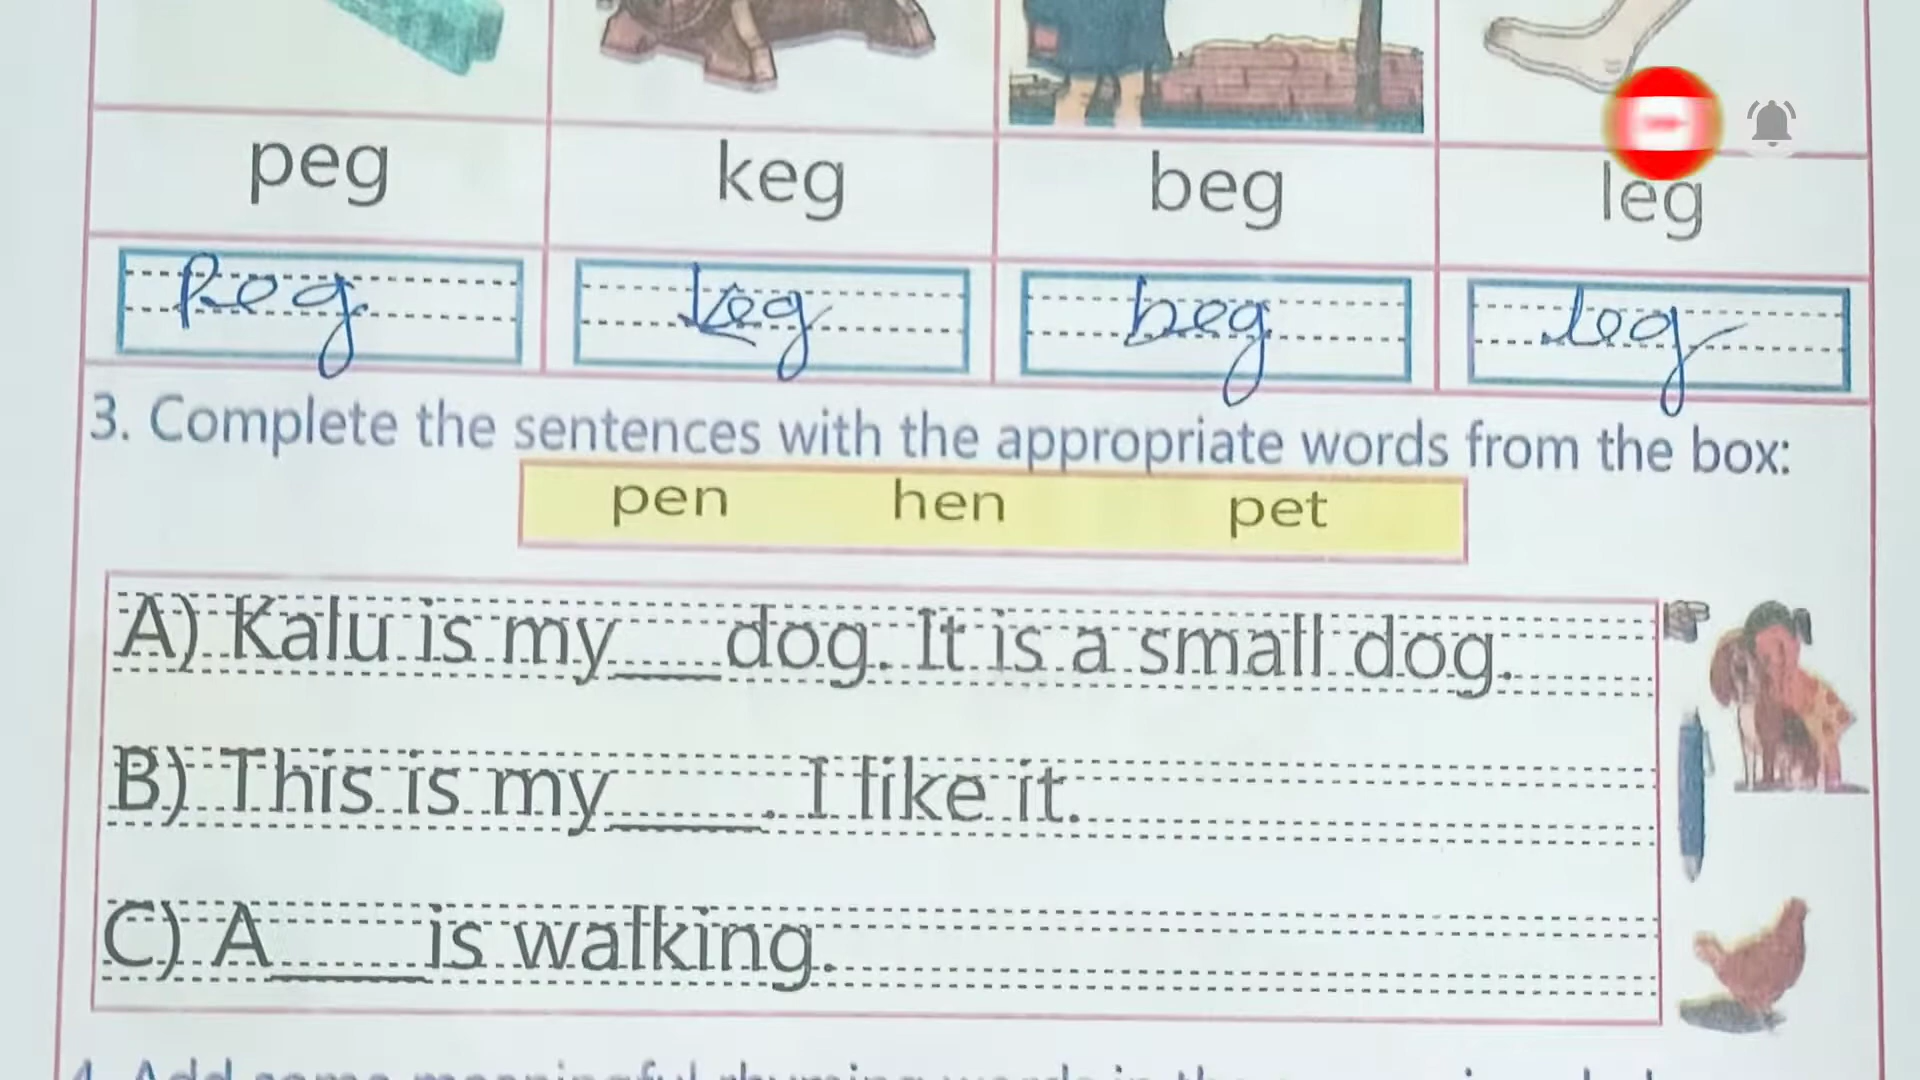 peg keg beg leg
peg keg beg leg
3. Complete the sentences with the appropriate words from the box:
pen hen pet
A) Kalu is my____dog. It is a small dog.
B) This is my_____. I like it.
C) A_____is walking.